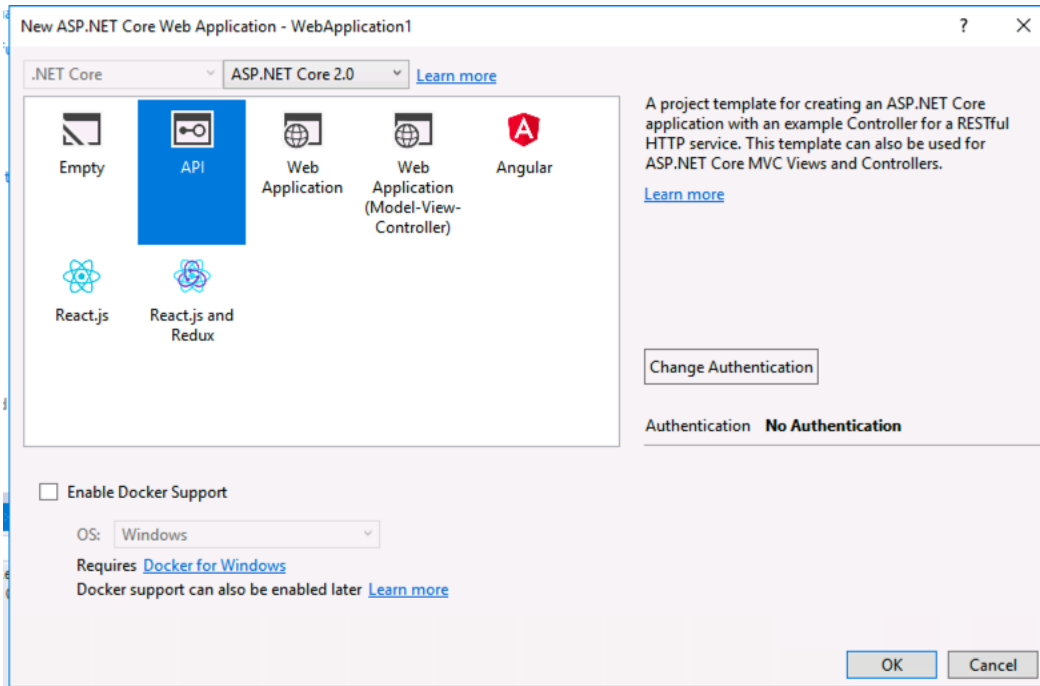 New ASP.NET Core Web Application - WebApplication1
?
.NET Core
ASP.NET Core 2.0
Learn more
Empty
API
Web
Application
Web
Application
(Model-View-
Controller)
Angular
React.js
React.js and
Redux
A project template for creating an ASP.NET Core
application with an example Controller for a RESTful
HTTP service. This template can also be used for
ASP.NET Core MVC Views and Controllers.
Learn more
Change Authentication
Authentication No Authentication
Enable Docker Support
OS: Windows
Requires Docker for Windows
Docker support can also be enabled later Learn more
OK
Cancel